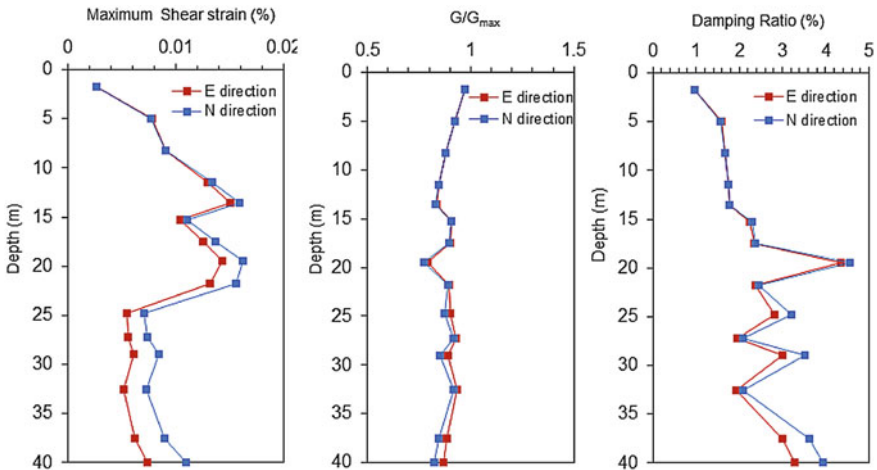 Maximum Shear strain (%)
0 0.01 0.02
0
5
10
15
20
25
30
35
40
Depth (m)
E direction
N direction
G/Gmax
0.5 1 1.5
0
5
10
15
20
25
30
35
40
Depth (m)
E direction
N direction
Damping Ratio (%)
0 1 2 3 4 5
0
5
10
15
20
25
30
35
40
Depth (m)
E direction
N direction